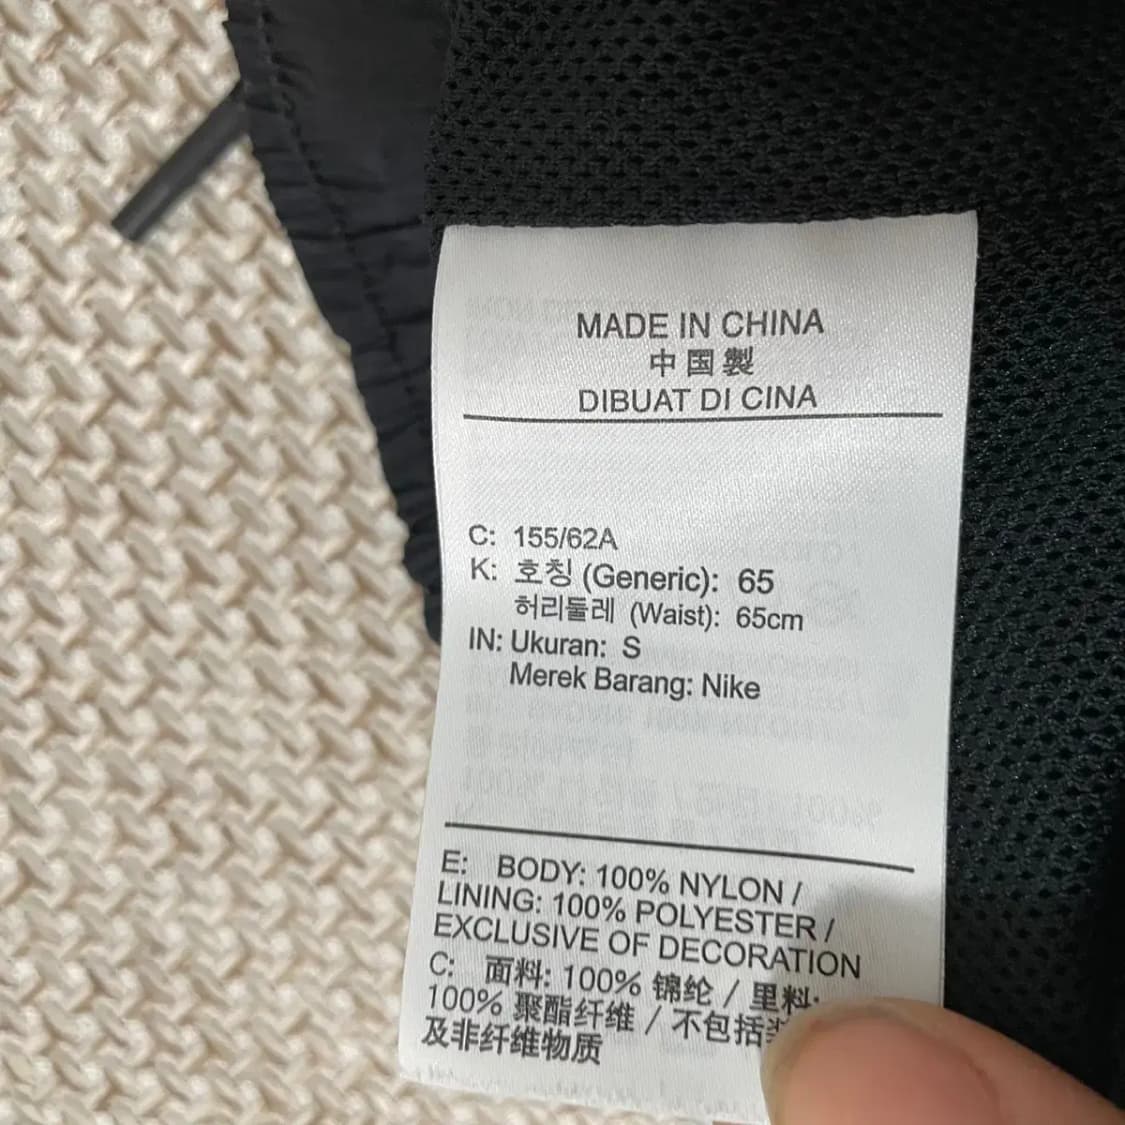 MADE IN CHINA
中国製
DIBUAT DI CINA
C: 155/62A
K: 호칭 (Generic): 65
허리둘레 (Waist): 65cm
IN: Ukuran: S
Merek Barang: Nike
E: BODY: 100% NYLON /
LINING: 100% POLYESTER /
EXCLUSIVE OF DECORATION
C: 面料: 100% 锦纶 / 里料:
100% 聚酯纤维 / 不包括
及非纤维物质